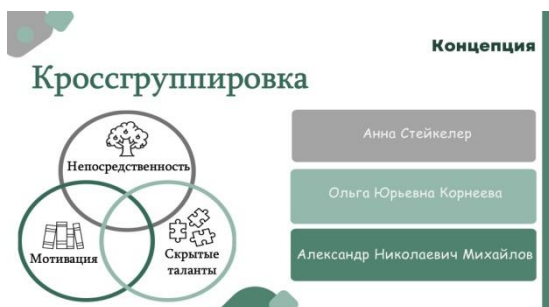 Концепция
Кроссгруппировка
Непосредственность
Мотивация
Скрытые
таланты
Анна Стейкелер
Ольга Юрьевна Корнеева
Александр Николаевич Михайлов